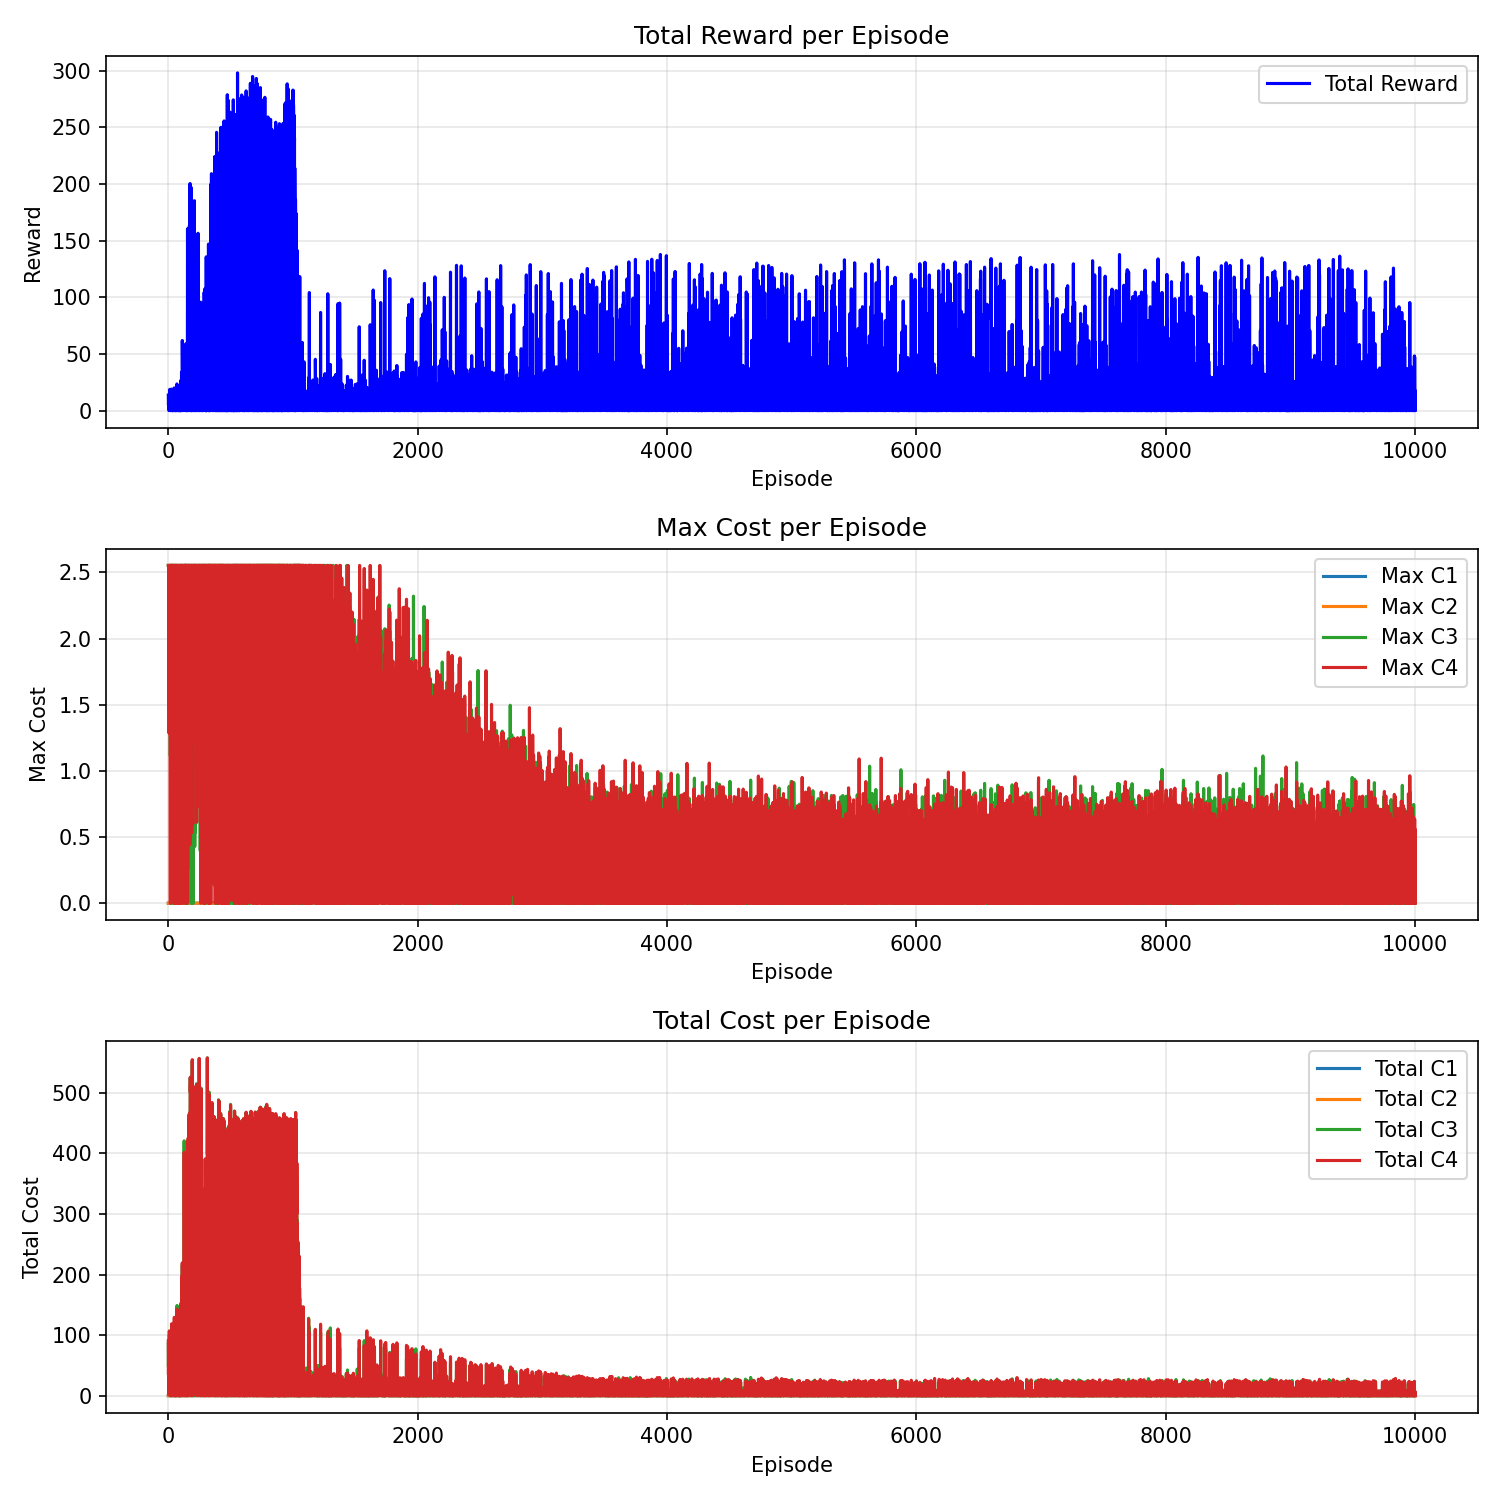 Total Reward per Episode
300
250
200
150
100
50
0
Reward
Total Reward
0 2000 4000 6000 8000 10000
Episode
Max Cost per Episode
2.5
2.0
1.5
1.0
0.5
0.0
Max Cost
Max C1
Max C2
Max C3
Max C4
0 2000 4000 6000 8000 10000
Episode
Total Cost per Episode
500
400
300
200
100
0
Total Cost
Total C1
Total C2
Total C3
Total C4
0 2000 4000 6000 8000 10000
Episode